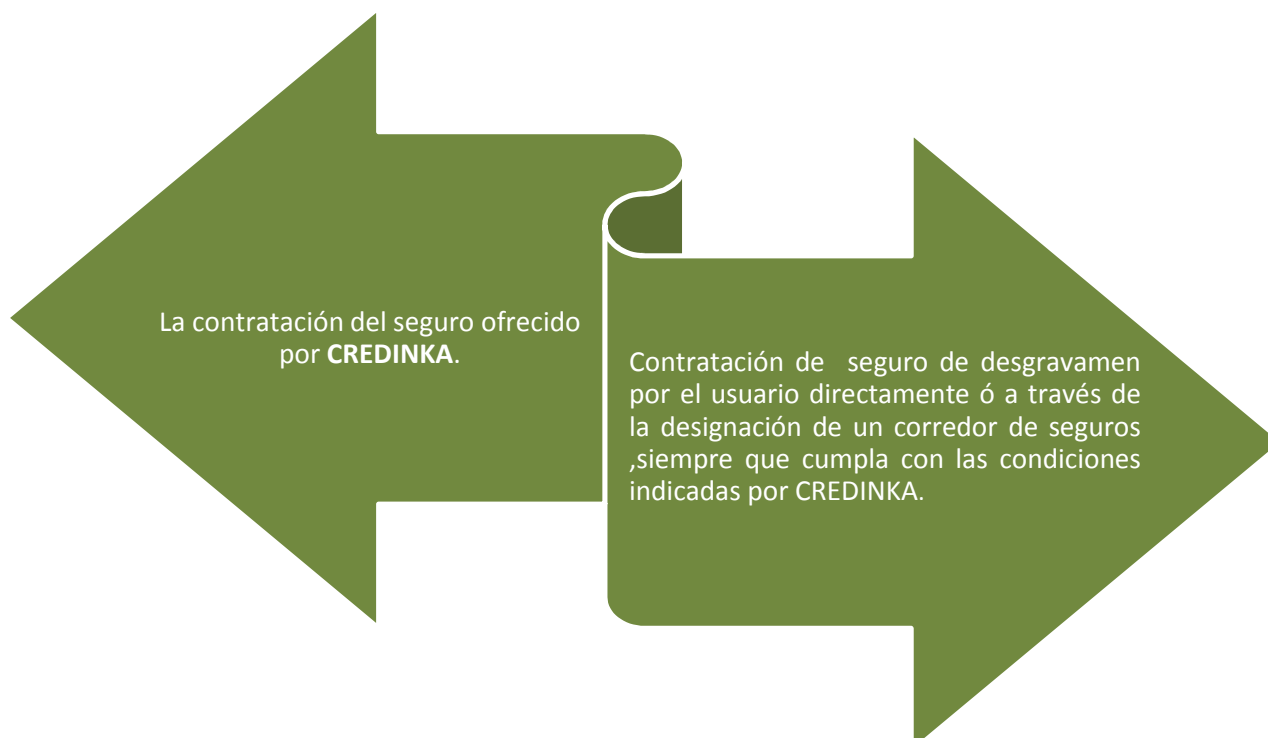 La contratación del seguro ofrecido
por CREDINKA.
Contratación de seguro de desgravamen
por el usuario directamente ó a través de
la designación de un corredor de seguros
,siempre que cumpla con las condiciones
indicadas por CREDINKA.